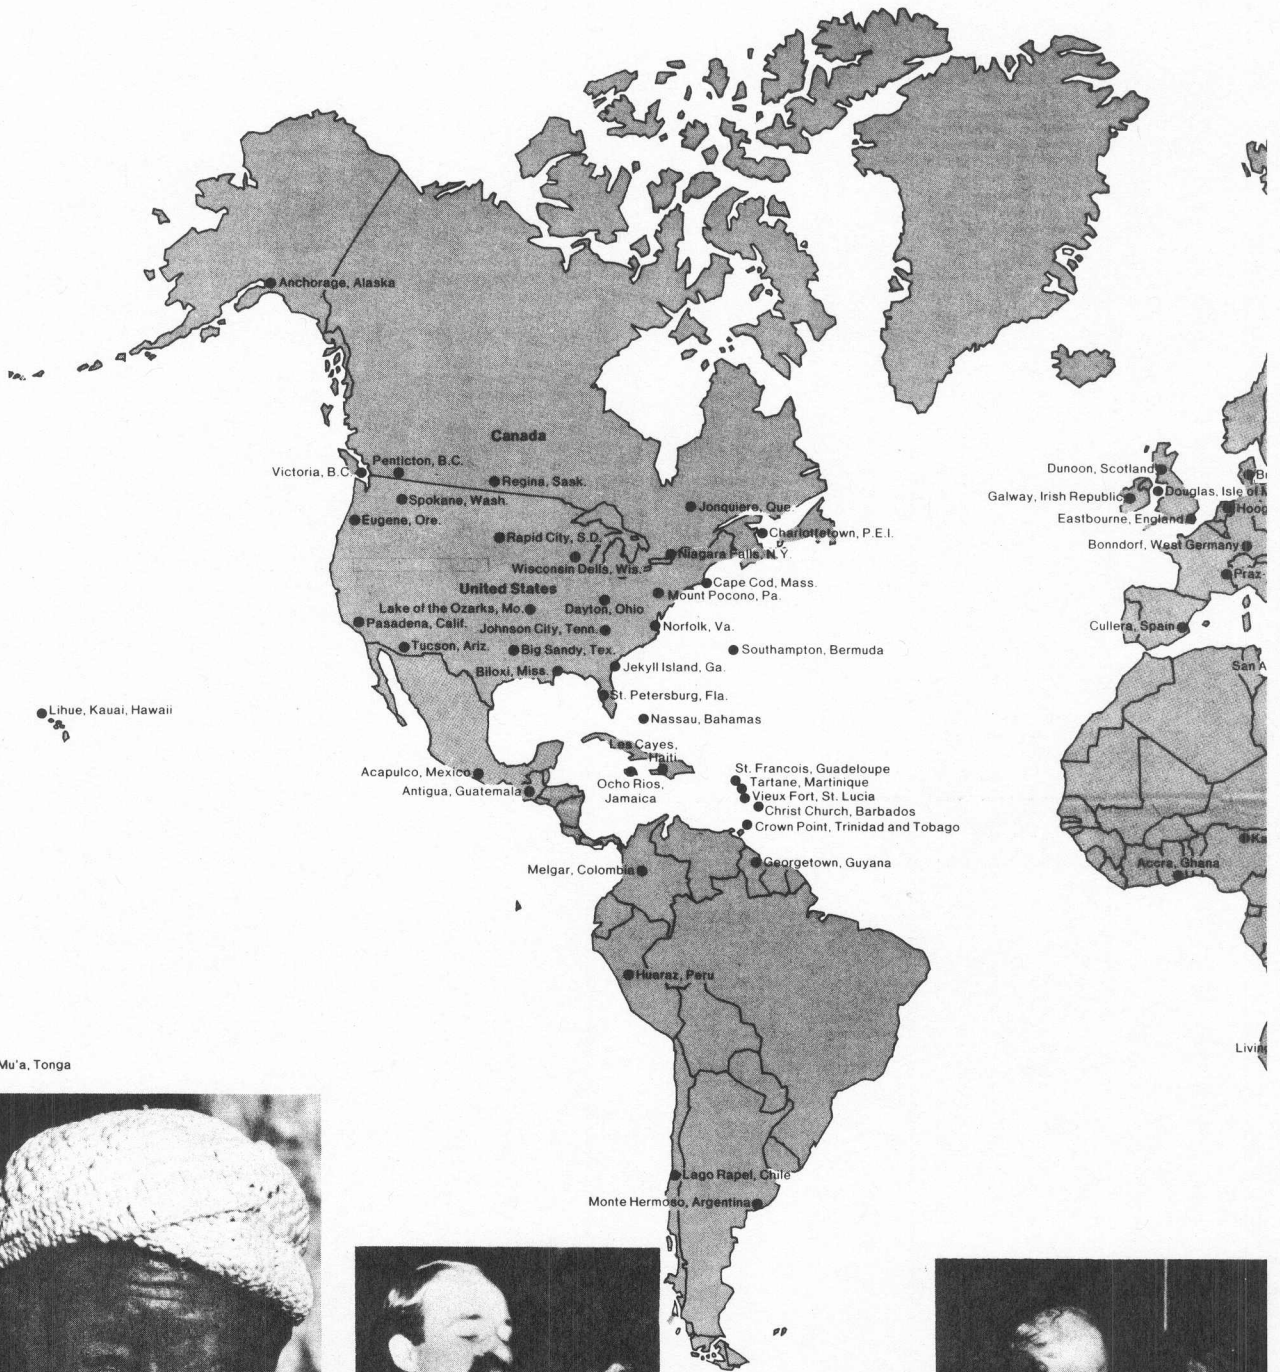 Anchorage, Alaska
Canada
Victoria, B.C.
Penticton, B.C.
Regina, Sask.
Spokane, Wash.
Eugene, Ore.
Jonquiere, Que.
Charlottetown, P.E.I.
Rapid City, S.D.
Niagara Falls, N.Y.
Wisconsin Dells, Wis.
United States
Cape Cod, Mass.
Mount Pocono, Pa.
Lake of the Ozarks, Mo.
Dayton, Ohio
Pasadena, Calif.
Johnson City, Tenn.
Norfolk, Va.
Tucson, Ariz.
Big Sandy, Tex.
Southampton, Bermuda
Biloxi, Miss.
Jekyll Island, Ga.
St. Petersburg, Fla.
Lihue, Kauai, Hawaii
Nassau, Bahamas
Les Cayes,
Haiti
Acapulco, Mexico
Antigua, Guatemala
Ocho Rios,
Jamaica
St. Francois, Guadeloupe
Tartane, Martinique
Vieux Fort, St. Lucia
Christ Church, Barbados
Crown Point, Trinidad and Tobago
Melgar, Colombia
Georgetown, Guyana
Huaraz, Peru
Lago Rapel, Chile
Monte Hermoso, Argentina
Mu'a, Tonga
Dunoon, Scotland
Galway, Irish Republic
Douglas, Isle of
Eastbourne, England
Hoog
Bonndorf, West Germany
Praz
Cullera, Spain
San A
Accra, Ghana
Ka
Living